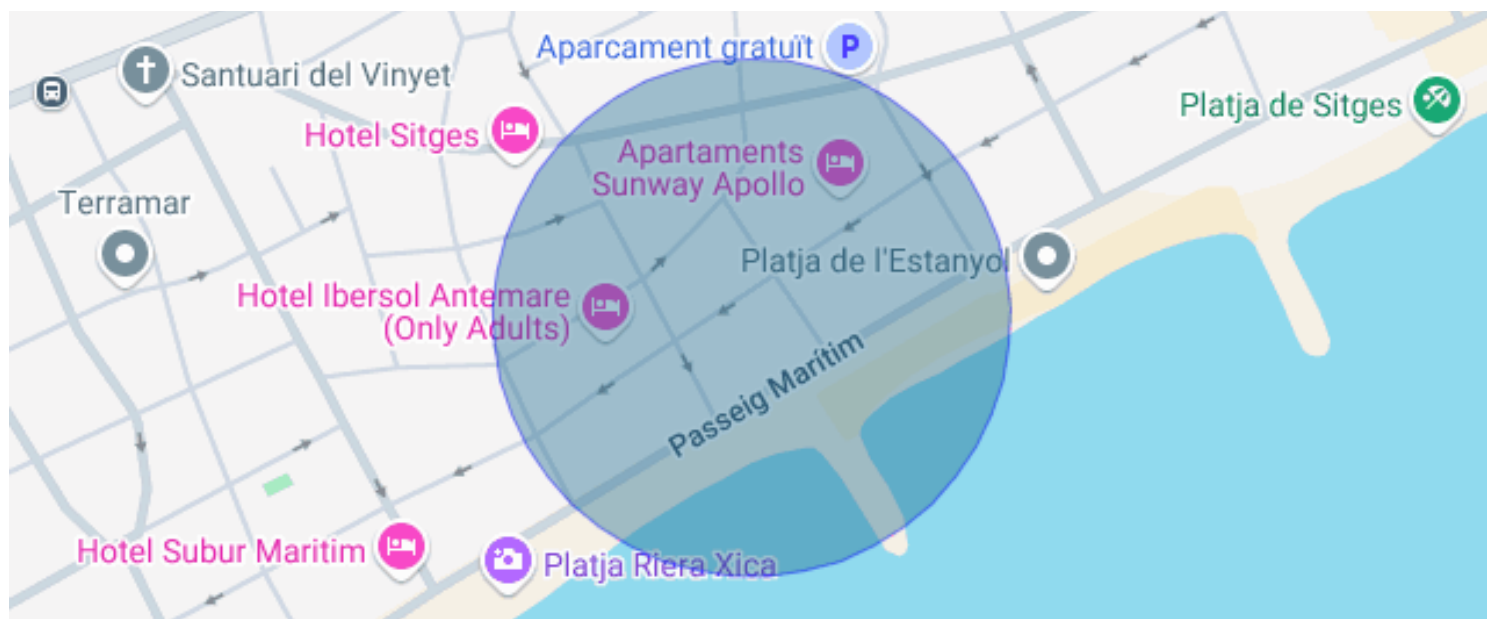 Aparcament gratuït
P
Santuari del Vinyet
Hotel Sitges
Platja de Sitges
Apartaments
Sunway Apollo
Terramar
Platja de l'Estanyol
Hotel Ibersol Antemare
(Only Adults)
Passeig Marítim
Hotel Subur Maritim
Platja Riera Xica